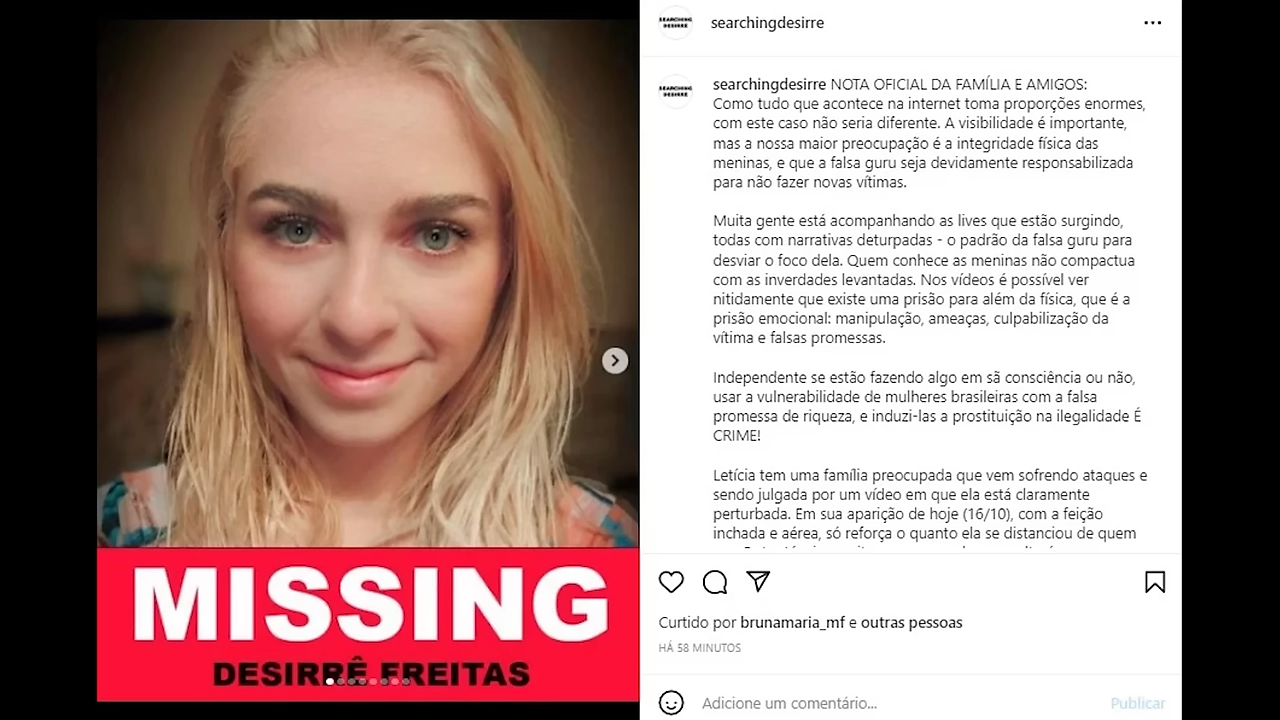 MISSING
DESIRRÊ FREITAS
SEARCHING
DESIRRE
searchingdesirre
SEARCHING
DESIRRE
searchingdesirre NOTA OFICIAL DA FAMÍLIA E AMIGOS:
Como tudo que acontece na internet toma proporções enormes,
com este caso não seria diferente. A visibilidade é importante,
mas a nossa maior preocupação é a integridade física das
meninas, e que a falsa guru seja devidamente responsabilizada
para não fazer novas vítimas.
Muita gente está acompanhando as lives que estão surgindo,
todas com narrativas deturpadas - o padrão da falsa guru para
desviar o foco dela. Quem conhece as meninas não compactua
com as inverdades levantadas. Nos vídeos é possível ver
nitidamente que existe uma prisão para além da física, que é a
prisão emocional: manipulação, ameaças, culpabilização da
vítima e falsas promessas.
Independente se estão fazendo algo em sã consciência ou não,
usar a vulnerabilidade de mulheres brasileiras com a falsa
promessa de riqueza, e induzi-las a prostituição na ilegalidade É
CRIME!
Letícia tem uma família preocupada que vem sofrendo ataques e
sendo julgada por um vídeo em que ela está claramente
perturbada. Em sua aparição de hoje (16/10), com a feição
inchada e aérea, só reforça o quanto ela se distanciou de quem
Curtido por brunamaria_mf e outras pessoas
HÁ 58 MINUTOS
Adicione um comentário...
Publicar